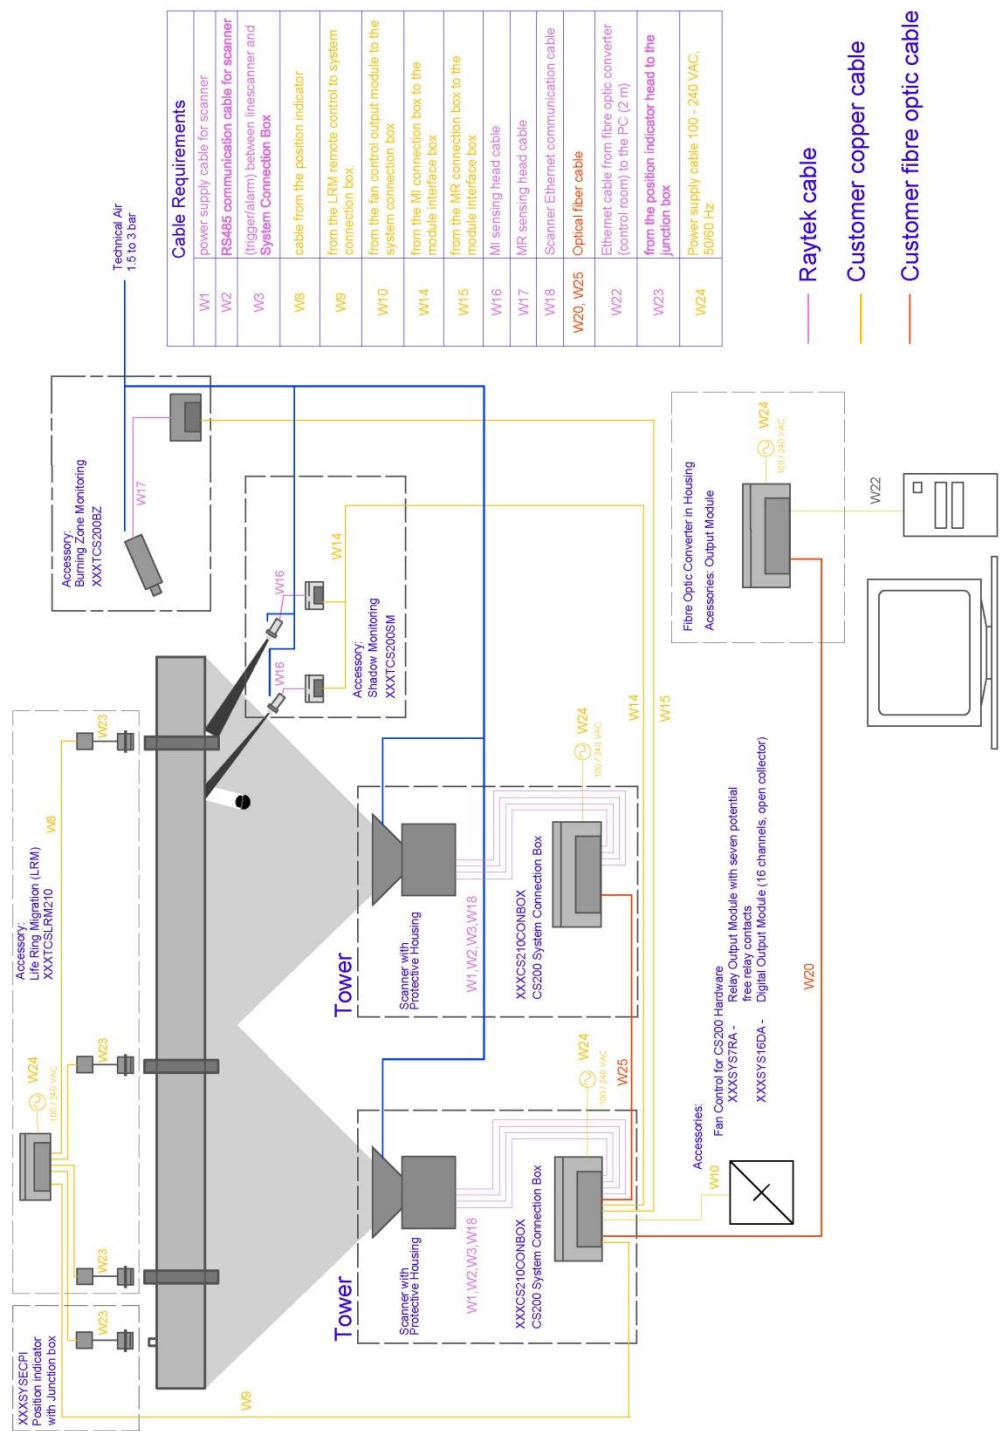 XXXSYSECPI
Position indicator
with Junction box
W23
W9
Accessory:
Life Ring Migration (LRM)
XXXTCSLRM210
W23
W24
100 / 240 VAC
W23
W8
W23
Accessory:
Burning Zone Monitoring
XXXTCS200BZ
W17
Technical Air
1.5 to 3 bar
W16
W16
W14
Accessory:
Shadow Monitoring
XXXTCS200SM
Tower
Scanner with
Protective Housing
W1,W2,W3,W18
XXXCS210CONBOX
CS200 System Connection Box
W24
100 / 240 VAC
Tower
Scanner with
Protective Housing
W1,W2,W3,W18
XXXCS210CONBOX
CS200 System Connection Box
W24
100 / 240 VAC
W25
W14
W15
W10
Accessories:
Fan Control for CS200 Hardware
XXXSYS7RA - Relay Output Module with seven potential
free relay contacts
XXXSYS16DA - Digital Output Module (16 channels, open collector)
W20
Fibre Optic Converter in Housing
Acessories: Output Module
W24
100 / 240 VAC
W22
Cable Requirements
W1 power supply cable for scanner
W2 RS485 communication cable for scanner
W3 (trigger/alarm) between linescanner and
System Connection Box
W8 cable from the position indicator
W9 from the LRM remote control to system
connection box
W10 from the fan control output module to the
system connection box
W14 from the MI connection box to the
module interface box
W15 from the MR connection box to the
module interface box
W16 MI sensing head cable
W17 MR sensing head cable
W18 Scanner Ethernet communication cable
W20, W25 Optical fiber cable
W22 Ethernet cable from fibre optic converter
(control room) to the PC (2 m)
W23 from the position indicator head to the
junction box
W24 Power supply cable 100 - 240 VAC,
50/60 Hz
Raytek cable
Customer copper cable
Customer fibre optic cable